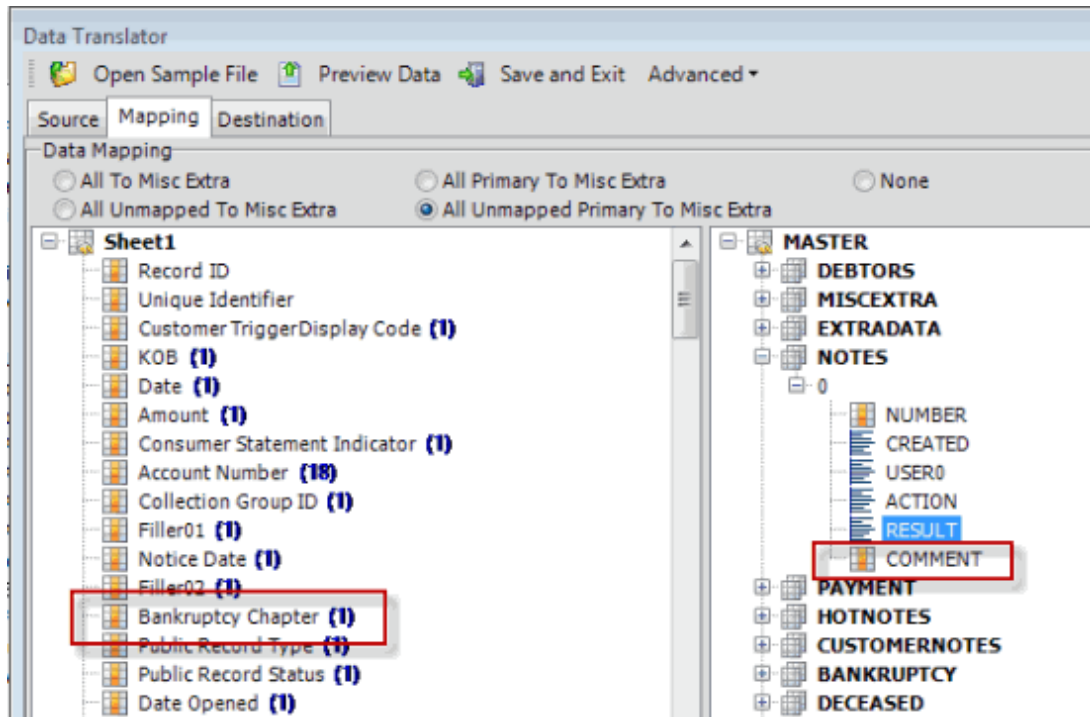 Data Translator
Open Sample File Preview Data Save and Exit Advanced
Source Mapping Destination
Data Mapping
All To Misc Extra All Primary To Misc Extra None
All Unmapped To Misc Extra All Unmapped Primary To Misc Extra
Sheet1
Record ID
Unique Identifier
Customer TriggerDisplay Code (1)
KOB (1)
Date (1)
Amount (1)
Consumer Statement Indicator (1)
Account Number (18)
Collection Group ID (1)
Filler01 (1)
Notice Date (1)
Filler02 (1)
Bankruptcy Chapter (1)
Public Record Type (1)
Public Record Status (1)
Date Opened (1)
MASTER
DEBTORS
MISCEXTRA
EXTRADATA
NOTES
0
NUMBER
CREATED
USER0
ACTION
RESULT
COMMENT
PAYMENT
HOTNOTES
CUSTOMERNOTES
BANKRUPTCY
DECEASED